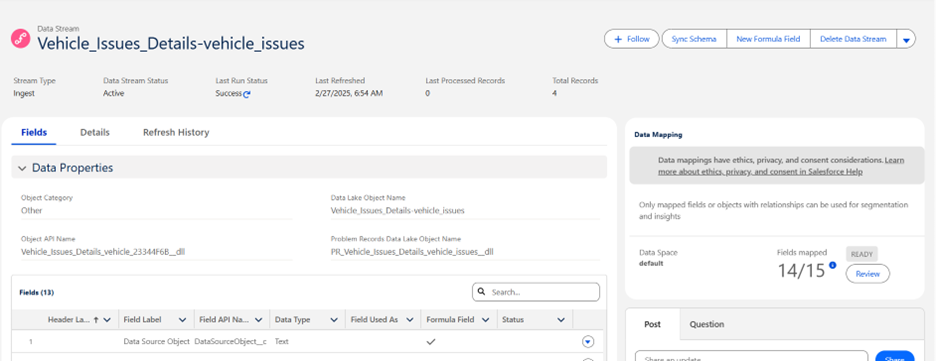 Data Stream
Vehicle_Issues_Details-vehicle_issues
Follow
Sync Schema
New Formula Field
Delete Data Stream
Stream Type
Data Stream Status
Last Run Status
Last Refreshed
Last Processed Records
Total Records
Ingest
Active
Success
2/27/2025, 6:54 AM
0
4
Fields
Details
Refresh History
Data Properties
Object Category
Data Lake Object Name
Other
Vehicle_Issues_Details-vehicle_issues
Object API Name
Problem Records Data Lake Object Name
Vehicle_Issues_Details_vehicle_23344F6B__dll
PR_Vehicle_Issues_Details_vehicle_issues__dll
Fields (13)
Search...
Header La...
Field Label
Field API Na...
Data Type
Field Used As
Formula Field
Status
1
Data Source Object
DataSourceObject__c
Text
Data Mapping
Data mappings have ethics, privacy, and consent considerations. Learn
more about ethics, privacy, and consent in Salesforce Help
Only mapped fields or objects with relationships can be used for segmentation
and insights
Data Space
default
Fields mapped
14/15
READY
Review
Post
Question
Share an update...
Share